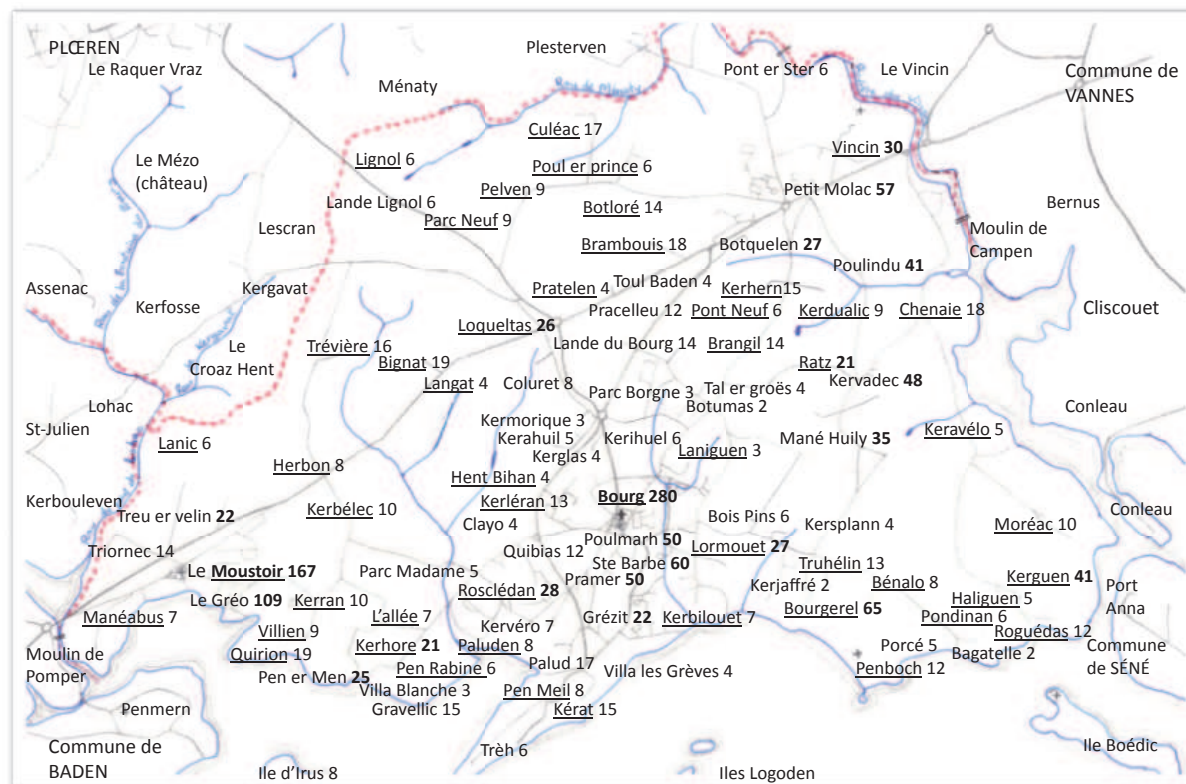 PLŒREN
Le Raquer Vraz
Plesterven
Pont er Ster 6
Le Vincin
Commune de
VANNES
Ménaty
Culéac 17
Vincin 30
Lignol 6
Poul er prince 6
Le Mézo
(château)
Pelven 9
Petit Molac 57
Lande Lignol 6
Botloré 14
Bernus
Parc Neuf 9
Lescran
Moulin de
Campen
Brambouis 18
Botquelen 27
Poulindu 41
Assenac
Kergavat
Pratelen 4
Toul Baden 4
Kerhern15
Kerfosse
Pracelleu 12
Pont Neuf 6
Kerdualic 9
Chenaie 18
Cliscouet
Loqueltas 26
Le
Croaz Hent
Trévière 16
Lande du Bourg 14
Brangil 14
Bignat 19
Ratz 21
Langat 4
Coluret 8
Kervadec 48
Parc Borgne 3
Tal er groës 4
Lohac
Botumas 2
Conleau
St-Julien
Kermorique 3
Lanic 6
Kerahuil 5
Kerihuel 6
Mané Huily 35
Keravélo 5
Kerglas 4
Laniguen 3
Herbon 8
Hent Bihan 4
Kerbouleven
Kerléran 13
Bourg 280
Treu er velin 22
Kerbélec 10
Clayo 4
Bois Pins 6
Kersplann 4
Moréac 10
Conleau
Poulmarh 50
Triornec 14
Quibias 12
Lormouet 27
Ste Barbe 60
Truhélin 13
Le Moustoir 167
Parc Madame 5
Pramer 50
Kerjaffré 2
Bénalo 8
Kerguen 41
Port
Anna
Rosclédan 28
Le Gréo 109
Kerran 10
Haliguen 5
Manéabus 7
L'allée 7
Grézit 22
Kerbilouet 7
Bourgerel 65
Pondinan 6
Villien 9
Kervéro 7
Roguédas 12
Commune
de SÉNÉ
Kerhore 21
Paluden 8
Porcé 5
Moulin de
Pomper
Quirion 19
Bagatelle 2
Pen Rabine 6
Palud 17
Villa les Grèves 4
Penboch 12
Pen er Men 25
Villa Blanche 3
Pen Meil 8
Penmern
Gravellic 15
Kérat 15
Commune de
BADEN
Trèh 6
Ile Boédic
Ile d'Irus 8
Iles Logoden